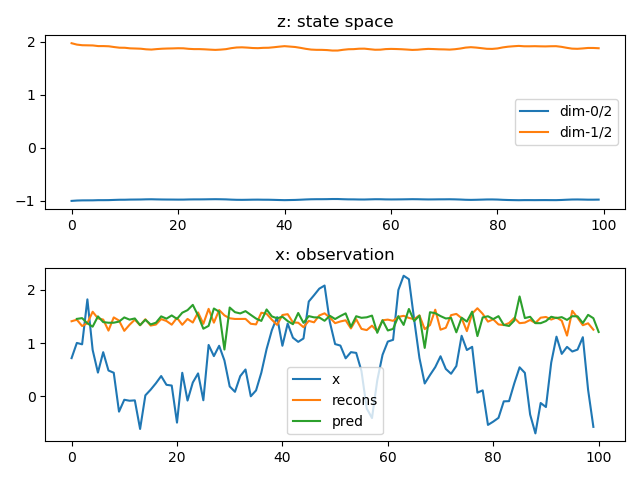 z: state space
2
1
0
−1
dim-0/2
dim-1/2
0 20 40 60 80 100
x: observation
2
1
0
x
recons
pred
0 20 40 60 80 100